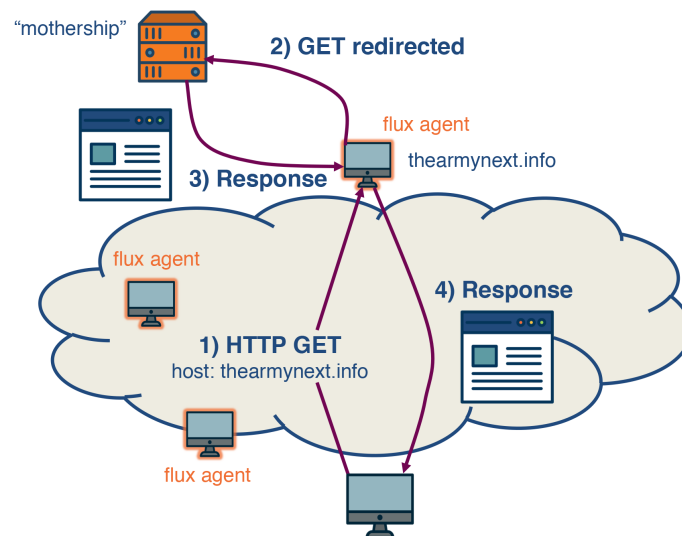 “mothership”
2) GET redirected
flux agent
thearmynext.info
3) Response
flux agent
4) Response
1) HTTP GET
host: thearmynext.info
flux agent